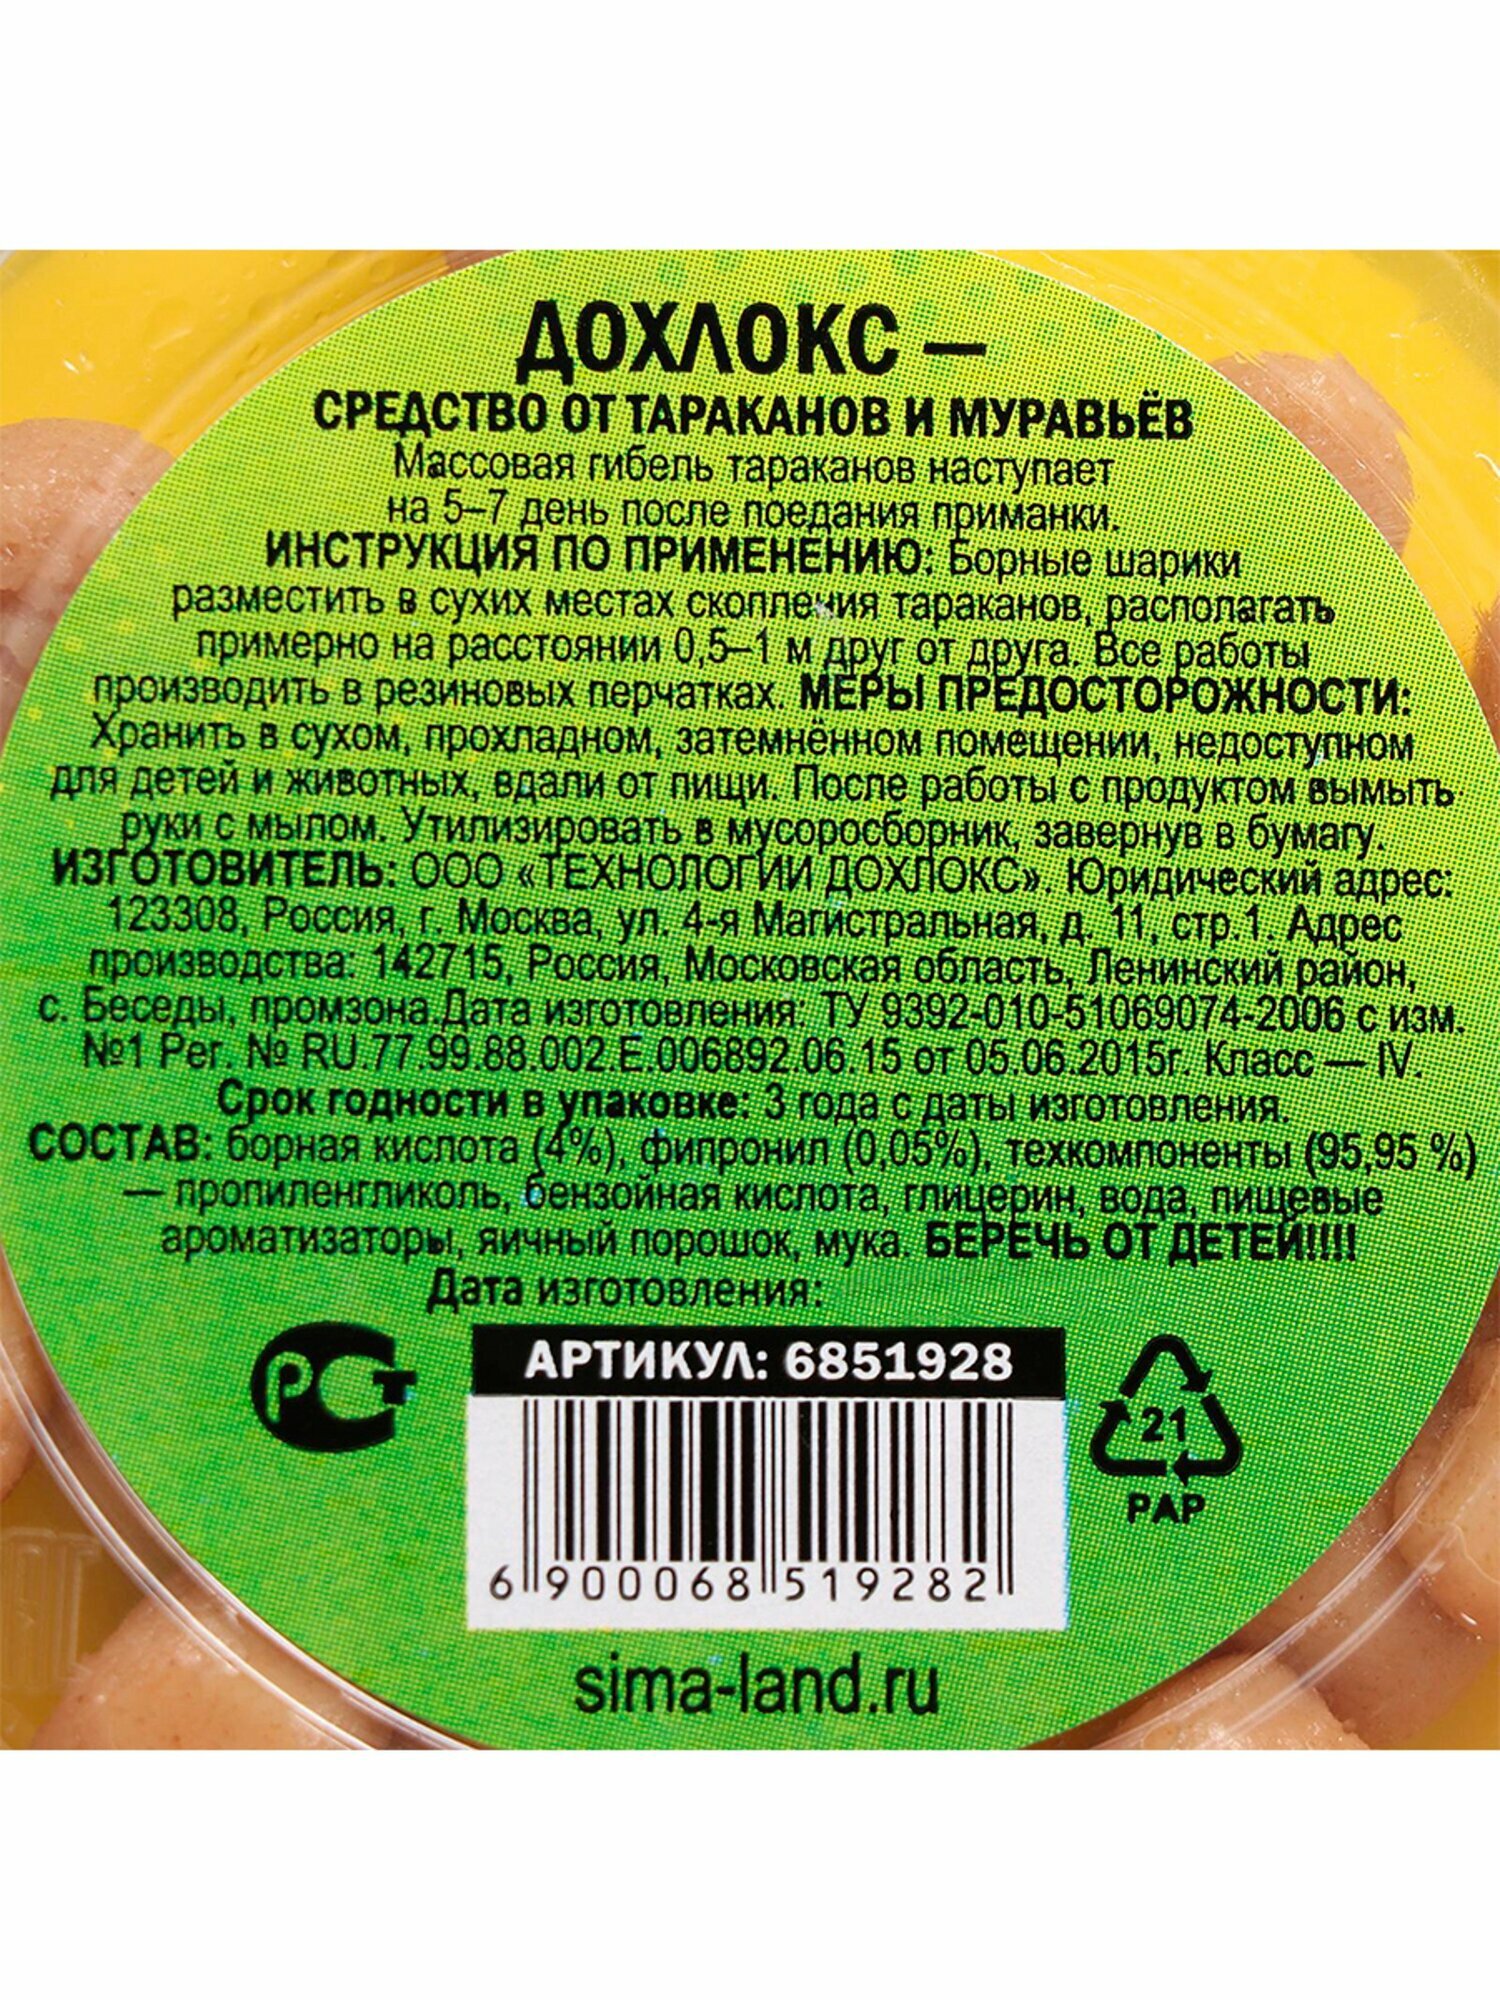 ДОХЛОКС —
СРЕДСТВО ОТ ТАРАКАНОВ И МУРАВЬЁВ
Массовая гибель тараканов наступает
на 5–7 день после поедания приманки.
ИНСТРУКЦИЯ ПО ПРИМЕНЕНИЮ: Борные шарики
разместить в сухих местах скопления тараканов, располагать
примерно на расстоянии 0,5–1 м друг от друга. Все работы
производить в резиновых перчатках. МЕРЫ ПРЕДОСТОРОЖНОСТИ:
Хранить в сухом, прохладном, затемнённом помещении, недоступном
для детей и животных, вдали от пищи. После работы с продуктом вымыть
руки с мылом. Утилизировать в мусоросборник, завернув в бумагу.
ИЗГОТОВИТЕЛЬ: ООО «ТЕХНОЛОГИИ ДОХЛОКС». Юридический адрес:
123308, Россия, г. Москва, ул. 4-я Магистральная, д. 11, стр.1. Адрес
производства: 142715, Россия, Московская область, Ленинский район,
с. Беседы, промзона.Дата изготовления: ТУ 9392-010-51069074-2006 с изм.
№1 Рег. № RU.77.99.88.002.Е.006892.06.15 от 05.06.2015г. Класс — IV.
Срок годности в упаковке: 3 года с даты изготовления.
СОСТАВ: борная кислота (4%), фипронил (0,05%), техкомпоненты (95,95 %)
— пропиленгликоль, бензойная кислота, глицерин, вода, пищевые
ароматизаторы, яичный порошок, мука. БЕРЕЧЬ ОТ ДЕТЕЙ!!!!
Дата изготовления:
РСТ
АРТИКУЛ: 6851928
21
PAP
6 900068 519282
sima-land.ru